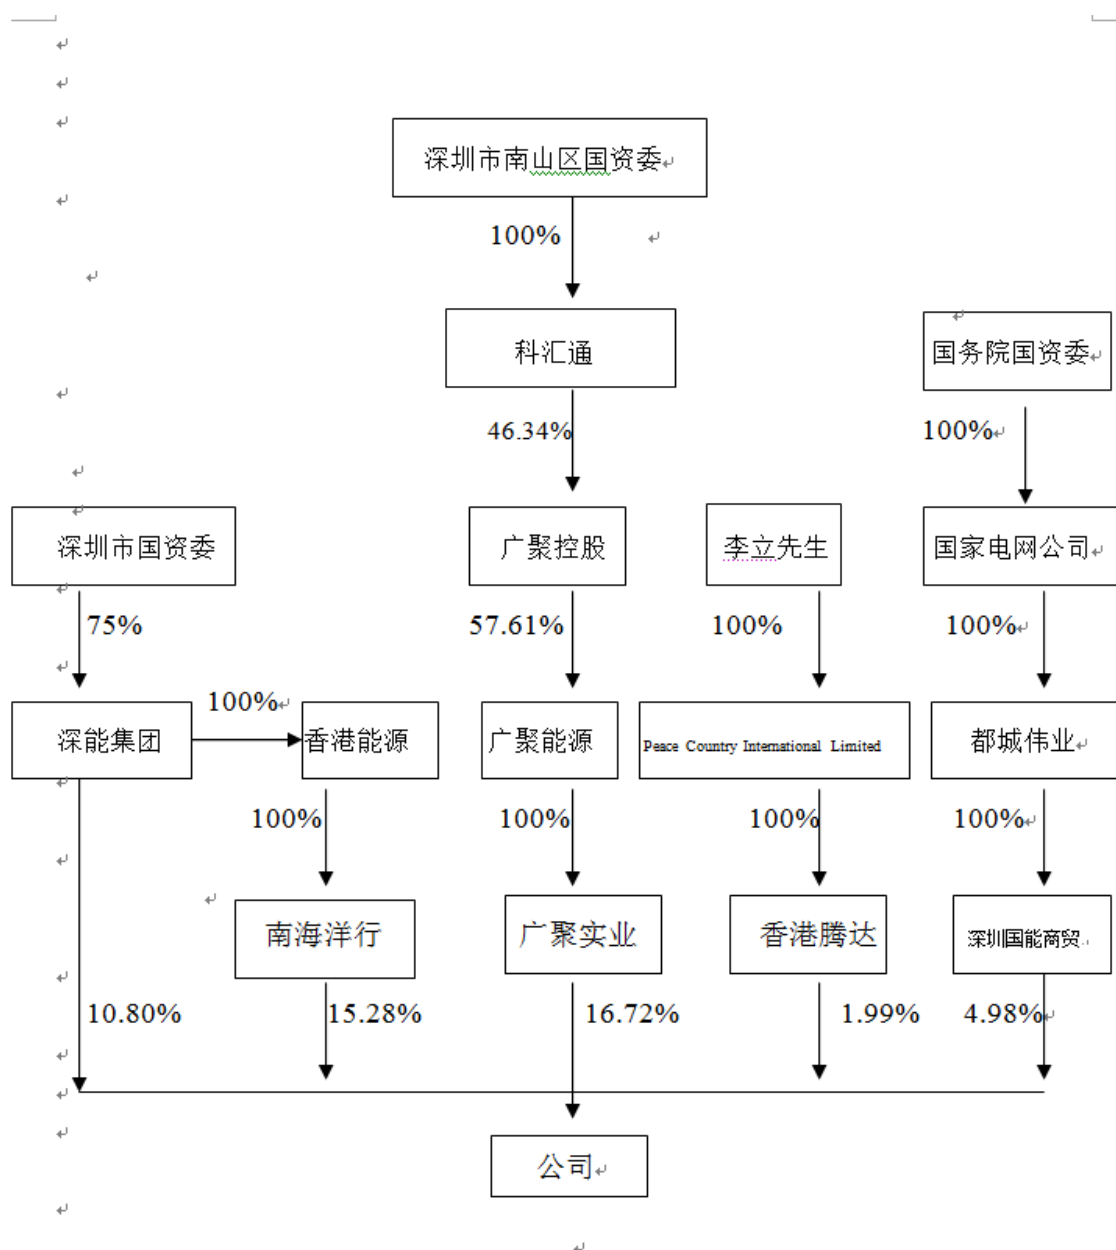 深圳市南山区国资委
100%
科汇通
国务院国资委
46.34%
100%
深圳市国资委
广聚控股
李立先生
国家电网公司
75%
57.61%
100%
100%
100%
深能集团
香港能源
广聚能源
Peace Country International Limited
都城伟业
100%
100%
100%
100%
南海洋行
广聚实业
香港腾达
深圳国能商贸
10.80%
15.28%
16.72%
1.99%
4.98%
公司